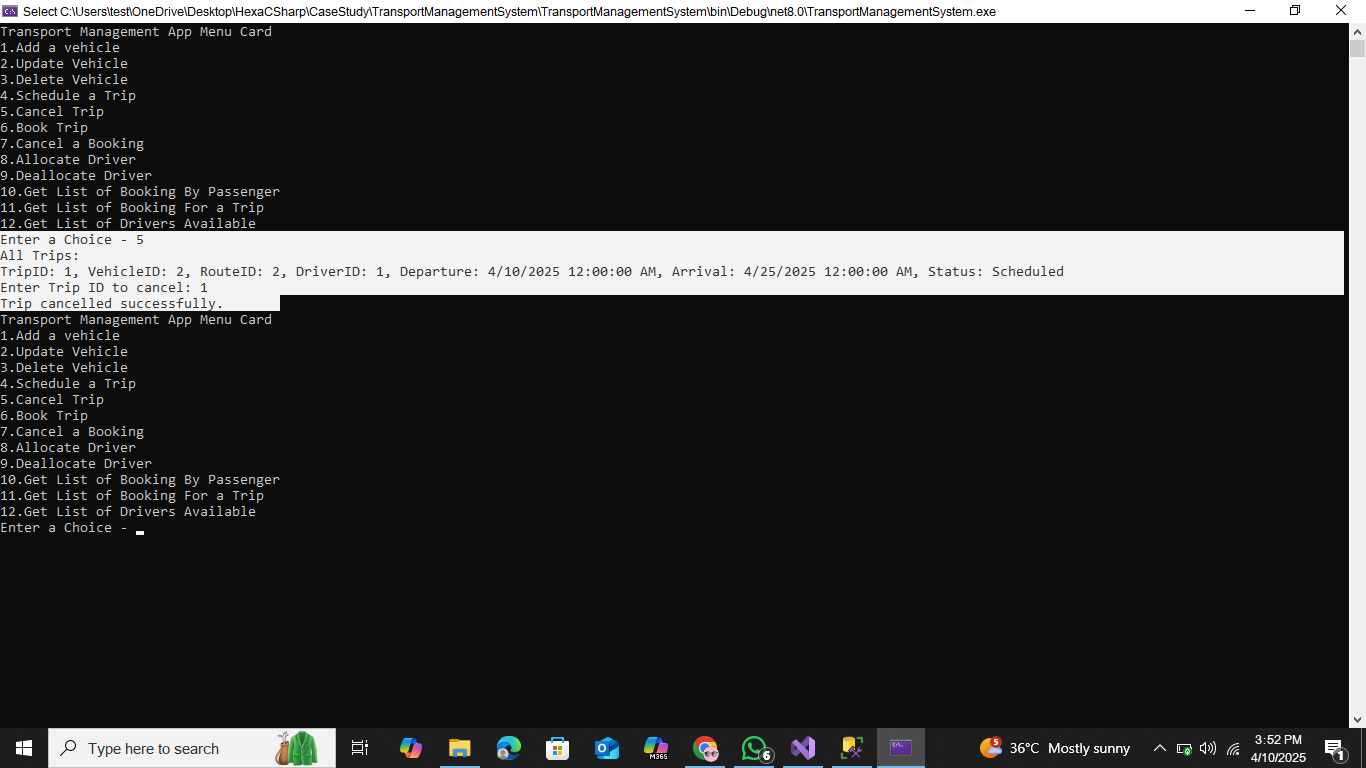 Select C:\Users\test\OneDrive\Desktop\HexaCSharp\CaseStudy\TransportManagementSystem\TransportManagementSystem\bin\Debug\net8.0\TransportManagementSystem.exe
Transport Management App Menu Card
1.Add a vehicle
2.Update Vehicle
3.Delete Vehicle
4.Schedule a Trip
5.Cancel Trip
6.Book Trip
7.Cancel a Booking
8.Allocate Driver
9.Deallocate Driver
10.Get List of Booking By Passenger
11.Get List of Booking For a Trip
12.Get List of Drivers Available
Enter a Choice - 5
All Trips:
TripID: 1, VehicleID: 2, RouteID: 2, DriverID: 1, Departure: 4/10/2025 12:00:00 AM, Arrival: 4/25/2025 12:00:00 AM, Status: Scheduled
Enter Trip ID to cancel: 1
Trip cancelled successfully.
Transport Management App Menu Card
1.Add a vehicle
2.Update Vehicle
3.Delete Vehicle
4.Schedule a Trip
5.Cancel Trip
6.Book Trip
7.Cancel a Booking
8.Allocate Driver
9.Deallocate Driver
10.Get List of Booking By Passenger
11.Get List of Booking For a Trip
12.Get List of Drivers Available
Enter a Choice -
Type here to search
M365
6
5
36°C Mostly sunny
3:52 PM
4/10/2025
1